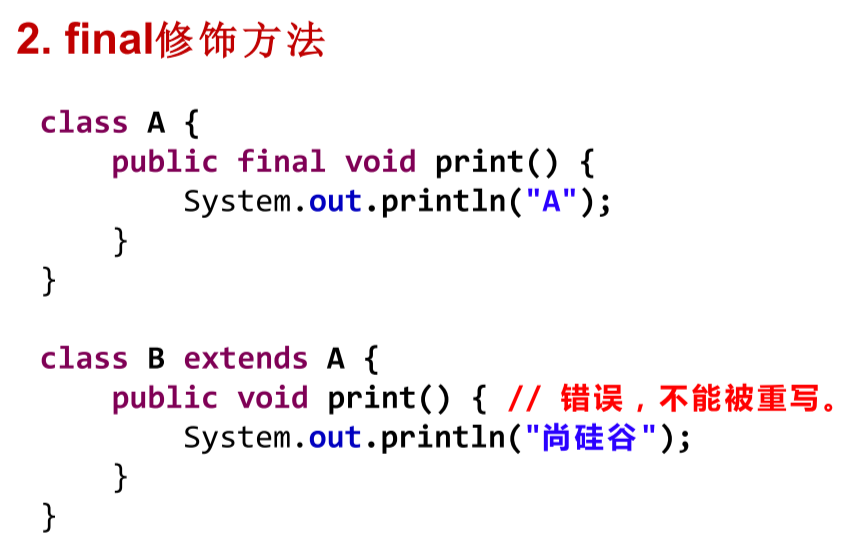 2. final修饰方法
class A {
    public final void print() {
        System.out.println("A");
    }
}
class B extends A {
    public void print() { // 错误，不能被重写。
        System.out.println("尚硅谷");
    }
}